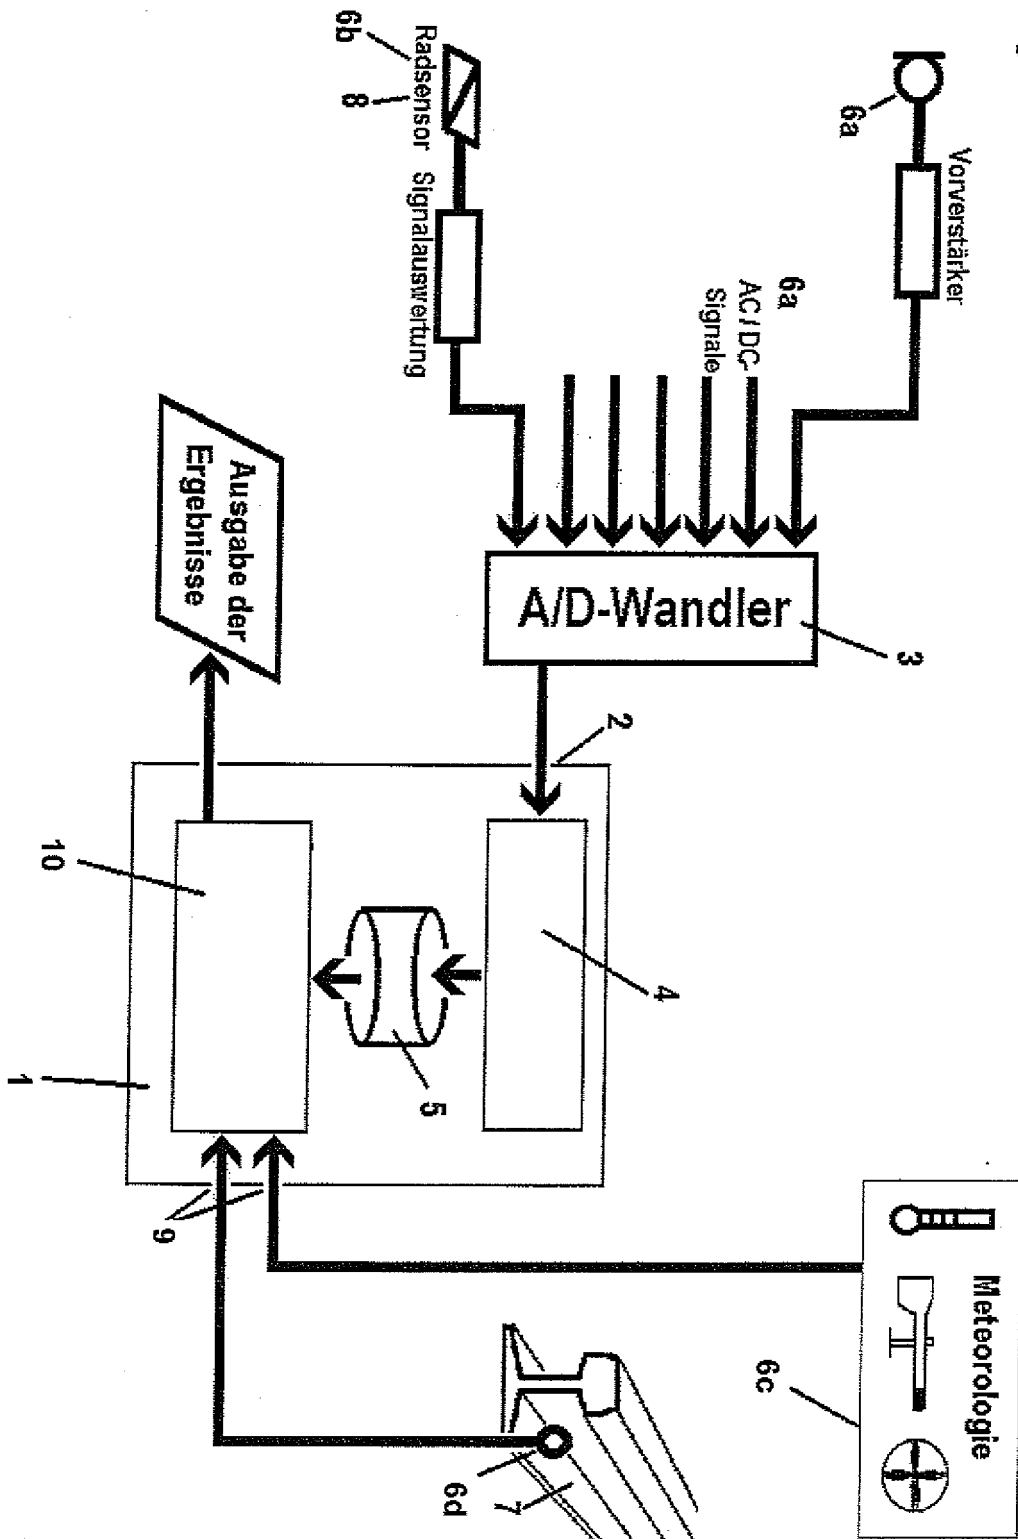 Vorverstärker
Meteorologie
6a
6c
3
6a
AC / DC-
Signale
A/D-Wandler
2
4
7
6d
5
Radsensor
Signalauswertung
6b
8
Ausgabe der
Ergebnisse
9
10
1